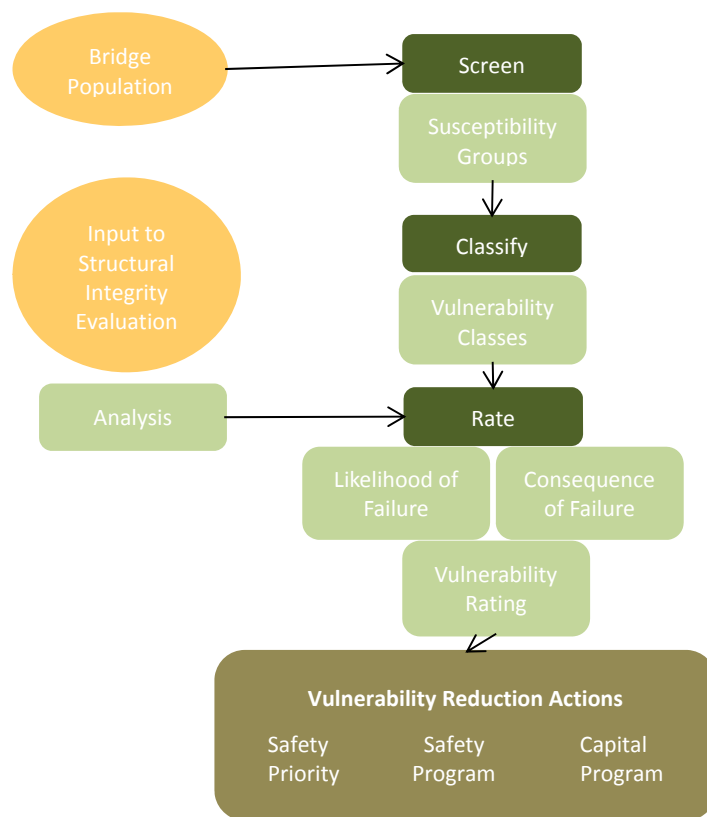 Bridge
Population
Screen
Susceptibility
Groups
Input to
Structural
Integrity
Evaluation
Classify
Vulnerability
Classes
Analysis
Rate
Likelihood of
Failure
Consequence
of Failure
Vulnerability
Rating
Vulnerability Reduction Actions
Safety
Priority
Safety
Program
Capital
Program